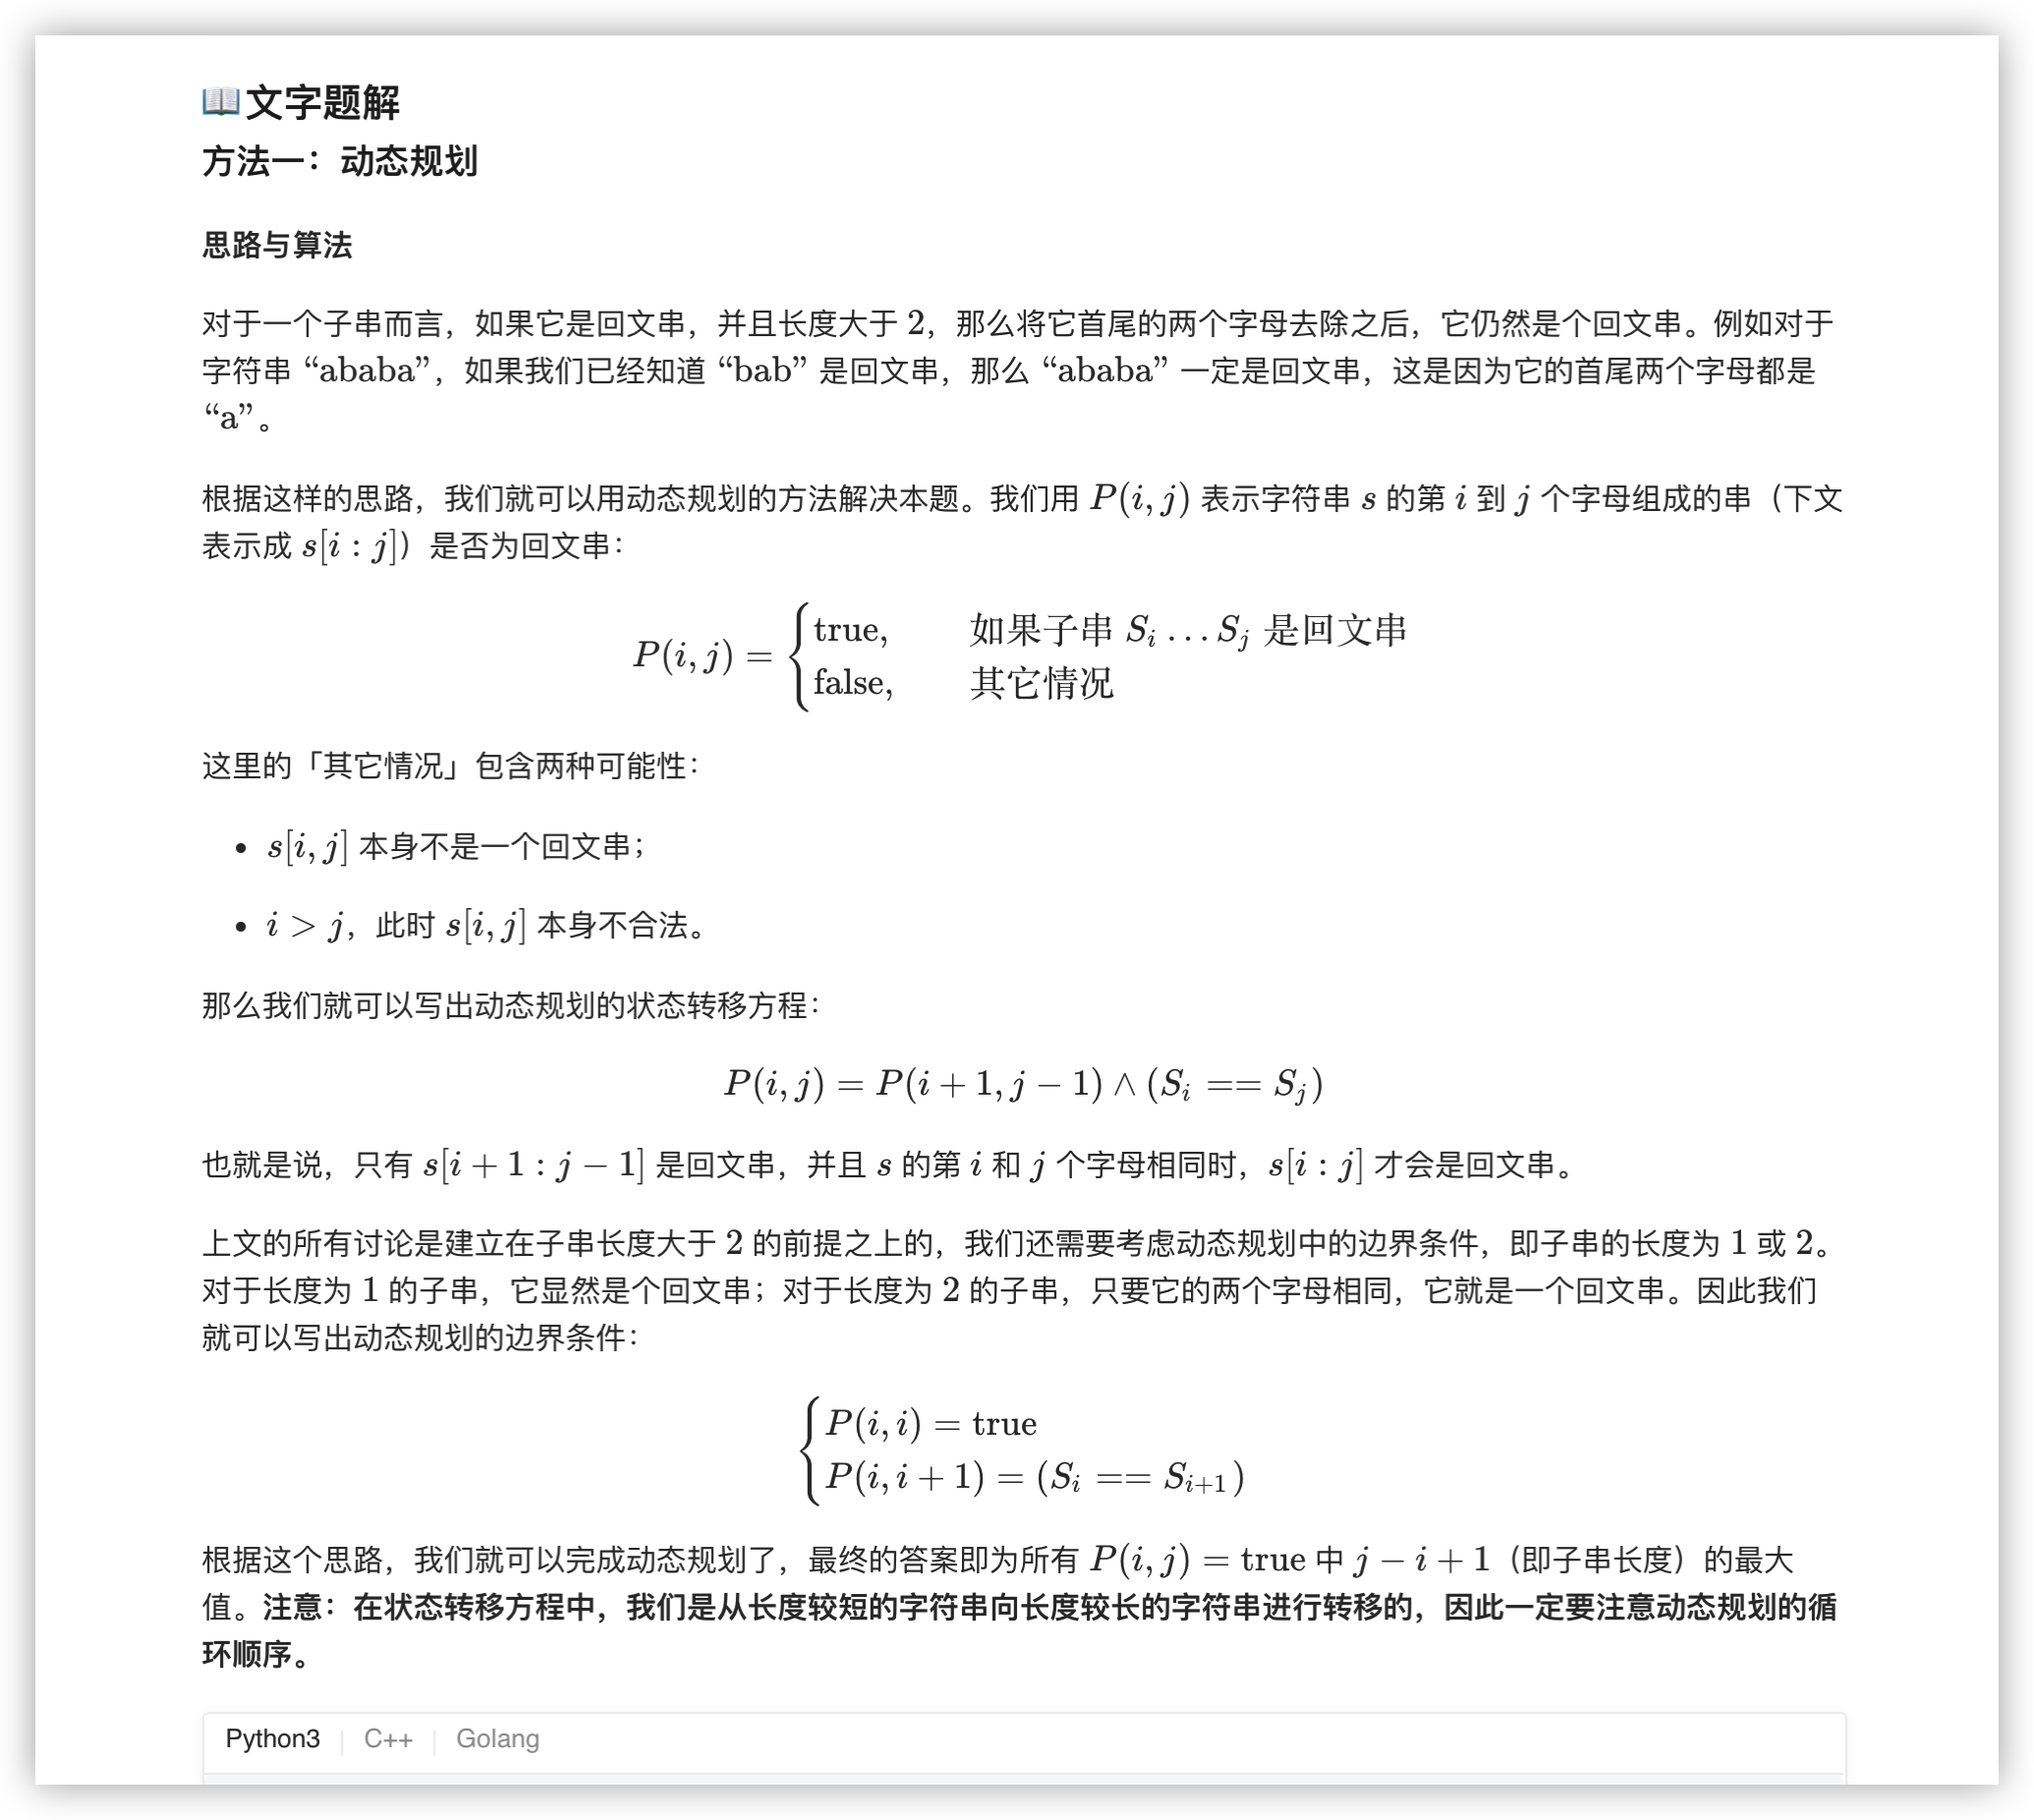 📖文字题解
方法一：动态规划
思路与算法
对于一个子串而言，如果它是回文串，并且长度大于 2，那么将它首尾的两个字母去除之后，它仍然是个回文串。例如对于
字符串 “ababa”，如果我们已经知道 “bab” 是回文串，那么 “ababa” 一定是回文串，这是因为它的首尾两个字母都是
“a”。
根据这样的思路，我们就可以用动态规划的方法解决本题。我们用 P(i, j) 表示字符串 s 的第 i 到 j 个字母组成的串（下文
表示成 s[i : j]）是否为回文串：
P(i, j) = { true, 如果子串 S_i … S_j 是回文串
false, 其它情况
这里的「其它情况」包含两种可能性：
• s[i, j] 本身不是一个回文串；
• i > j，此时 s[i, j] 本身不合法。
那么我们就可以写出动态规划的状态转移方程：
P(i, j) = P(i + 1, j − 1) ∧ (S_i == S_j)
也就是说，只有 s[i + 1 : j − 1] 是回文串，并且 s 的第 i 和 j 个字母相同时，s[i : j] 才会是回文串。
上文的所有讨论是建立在子串长度大于 2 的前提之上的，我们还需要考虑动态规划中的边界条件，即子串的长度为 1 或 2。
对于长度为 1 的子串，它显然是个回文串；对于长度为 2 的子串，只要它的两个字母相同，它就是一个回文串。因此我们
就可以写出动态规划的边界条件：
{ P(i, i) = true
P(i, i + 1) = (S_i == S_{i+1})
根据这个思路，我们就可以完成动态规划了，最终的答案即为所有 P(i, j) = true 中 j − i + 1（即子串长度）的最大
值。注意：在状态转移方程中，我们是从长度较短的字符串向长度较长的字符串进行转移的，因此一定要注意动态规划的循
环顺序。
Python3 | C++ | Golang